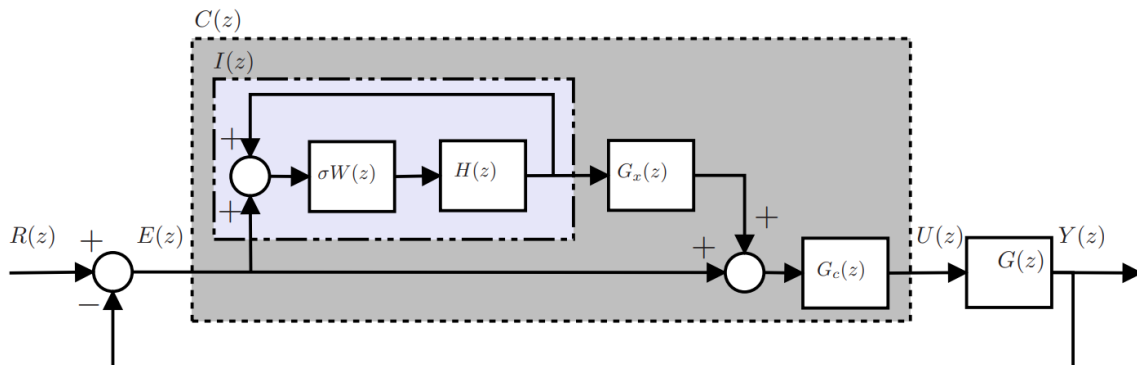 C(z)
I(z)
+
σW(z)
H(z)
G_x(z)
+
+
R(z)
+
E(z)
+
G_c(z)
U(z)
G(z)
Y(z)
−